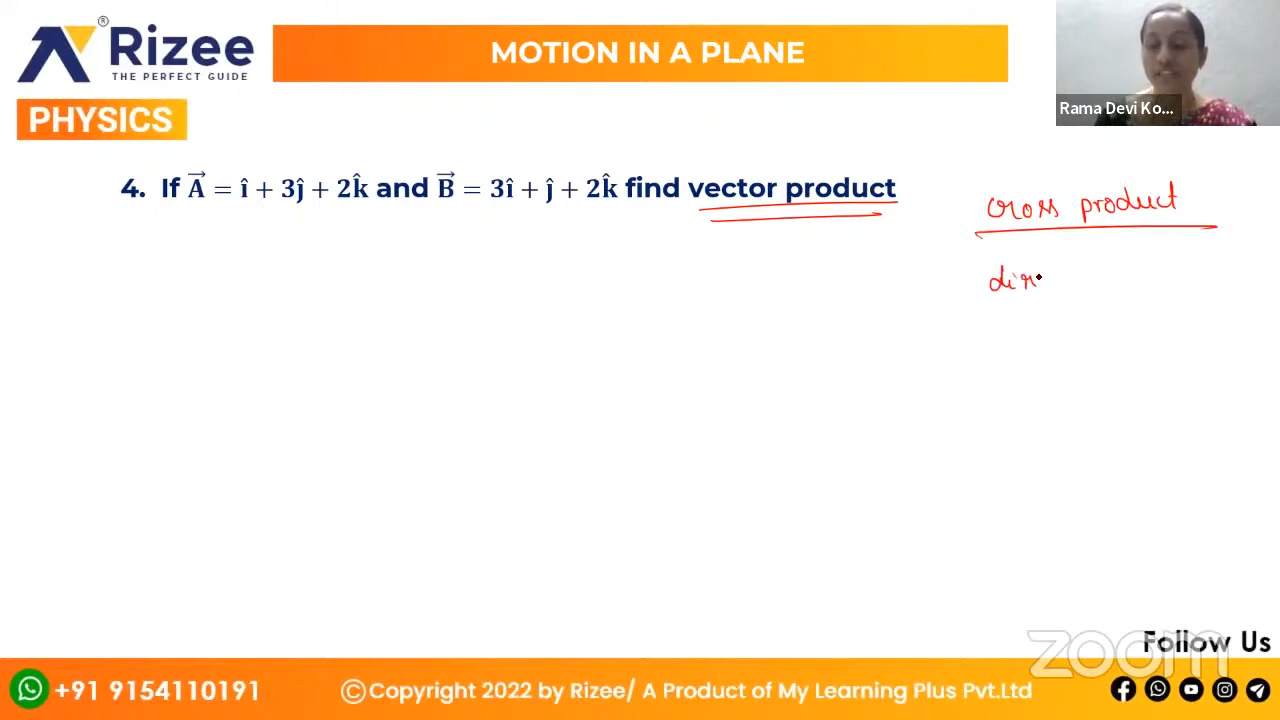 Rizee®
THE PERFECT GUIDE
MOTION IN A PLANE
Rama Devi Ko...
PHYSICS
4. If A⃗ = î + 3ĵ + 2k̂ and B⃗ = 3î + ĵ + 2k̂ find vector product
cross product
dir
Follow Us
zoom
+91 9154110191
©Copyright 2022 by Rizee/ A Product of My Learning Plus Pvt.Ltd